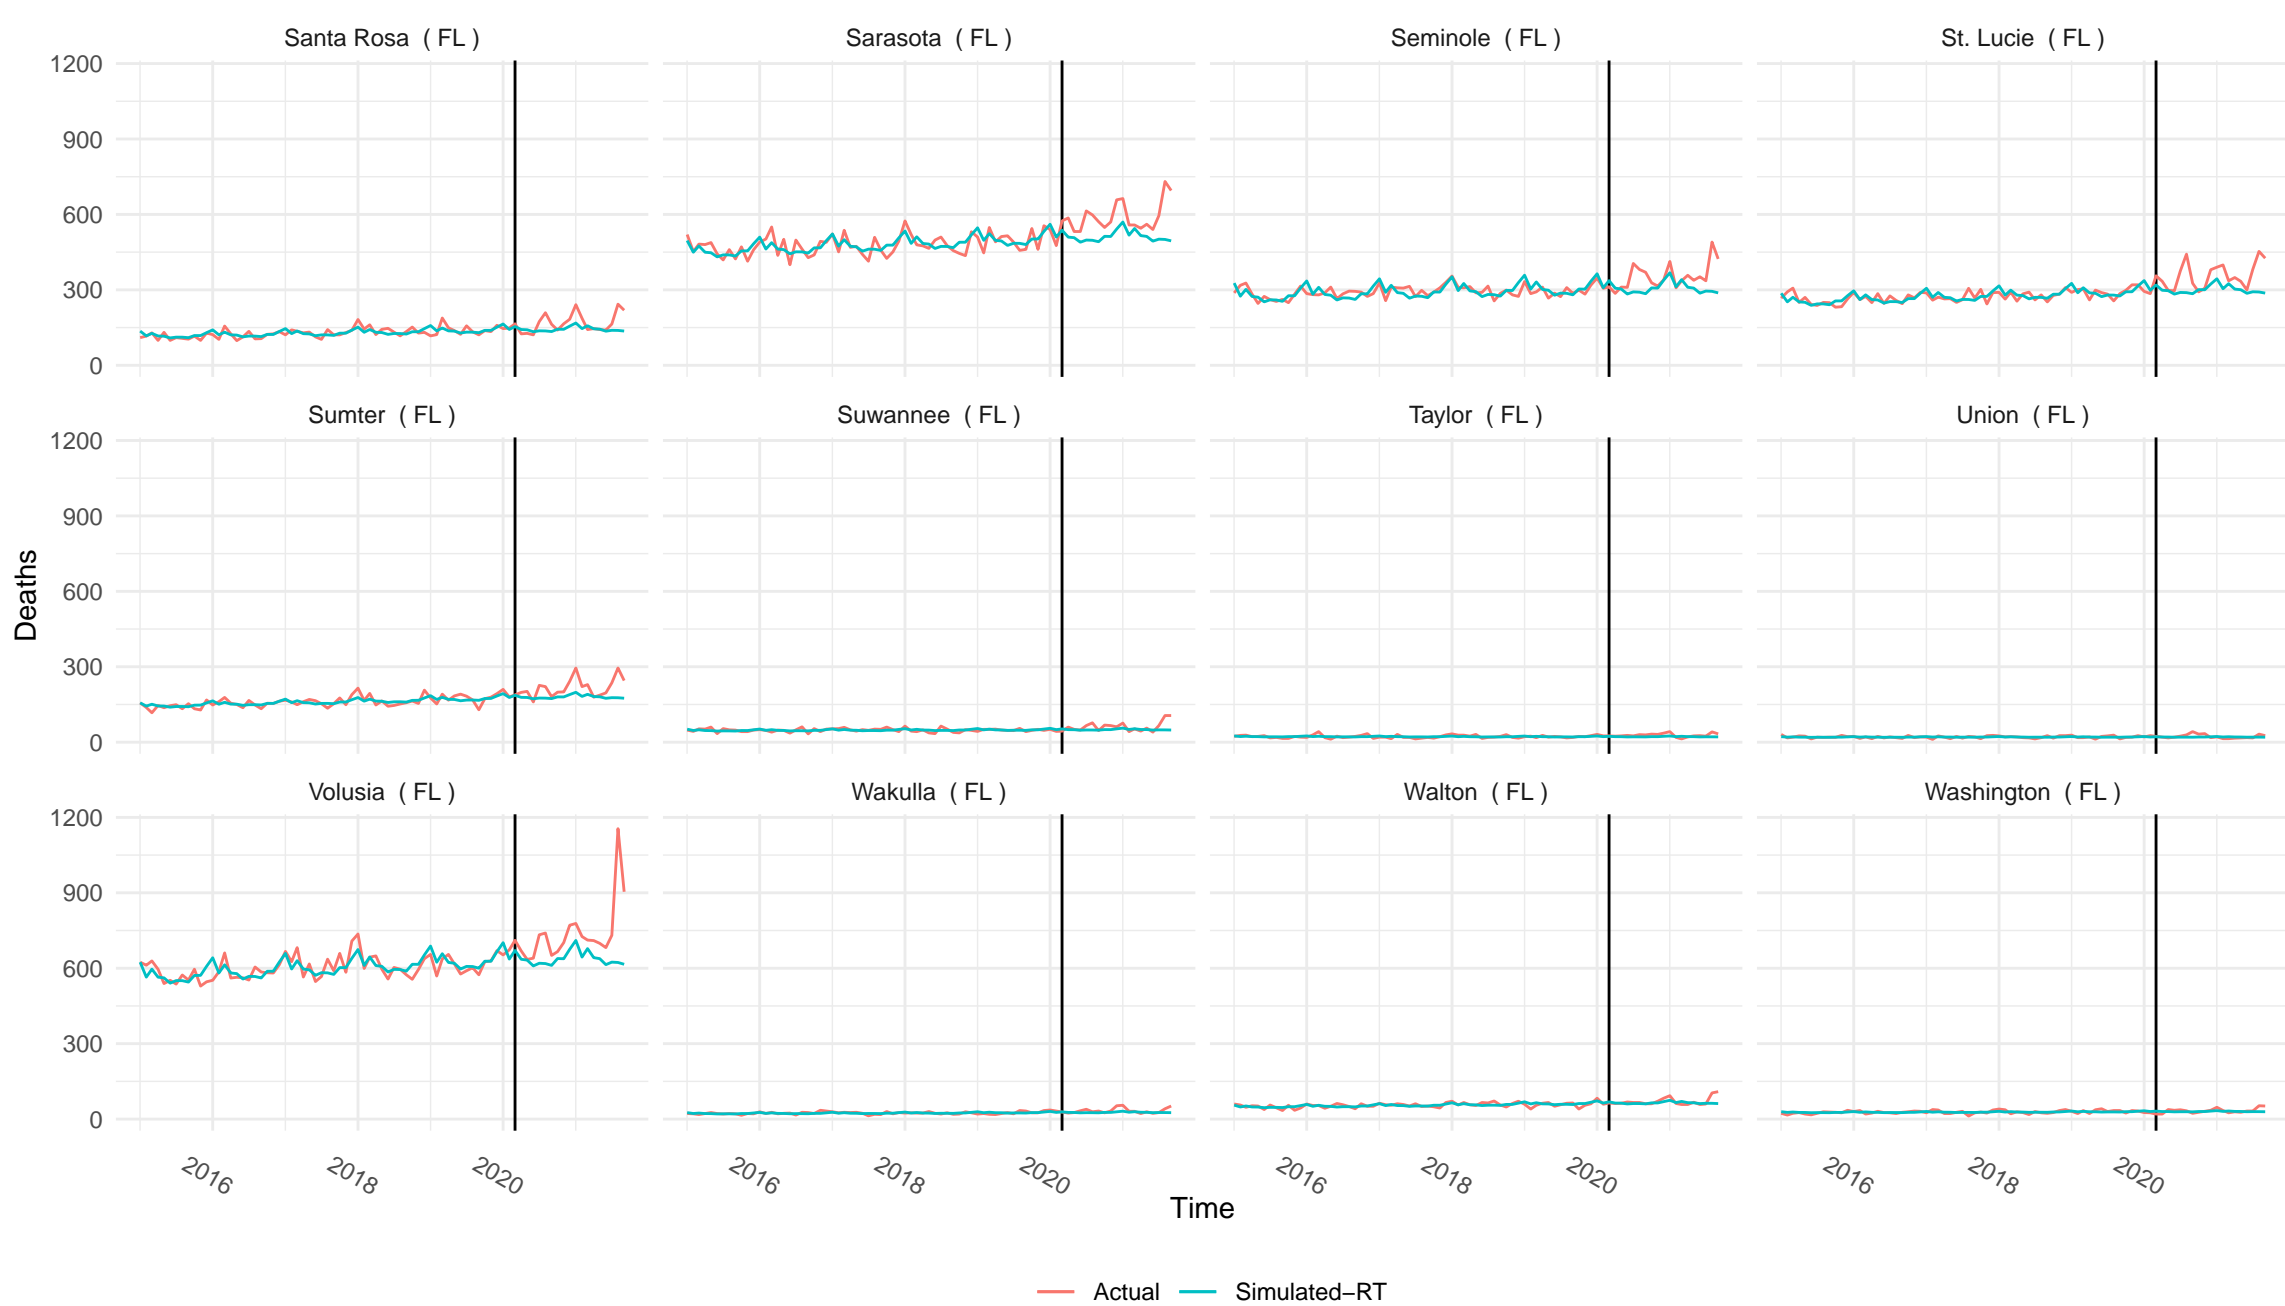 Santa Rosa ( FL )
Sarasota ( FL )
Seminole ( FL )
St. Lucie ( FL )
1200
900
600
300
0
Sumter ( FL )
Suwannee ( FL )
Taylor ( FL )
Union ( FL )
1200
900
600
300
0
Deaths
Volusia ( FL )
Wakulla ( FL )
Walton ( FL )
Washington ( FL )
1200
900
600
300
0
2016 2018 2020
2016 2018 2020
2016 2018 2020
2016 2018 2020
Time
Actual Simulated−RT